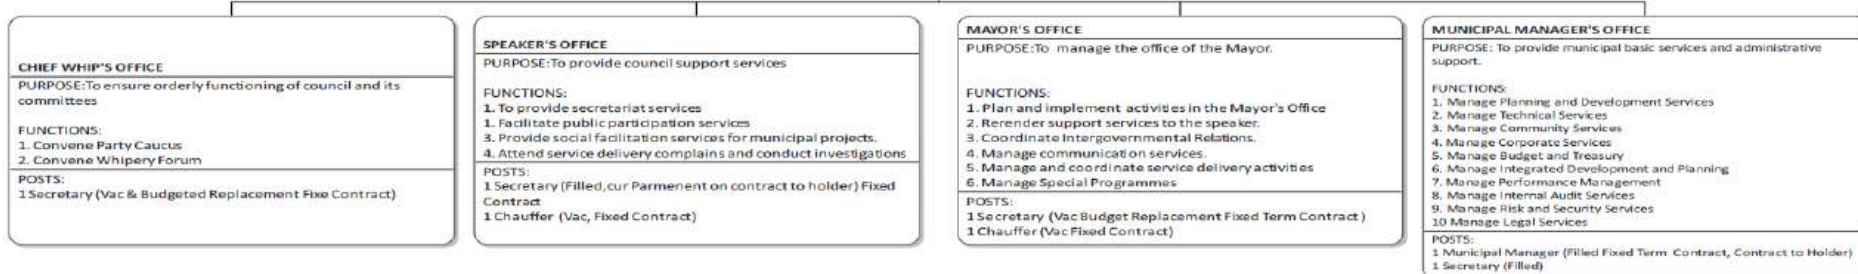 CHIEF WHIP'S OFFICE
PURPOSE:To ensure orderly functioning of council and its
committees
FUNCTIONS:
1. Convene Party Caucus
2. Convene Whipery Forum
POSTS:
1 Secretary (Vac & Budgeted Replacement Fixe Contract)
SPEAKER'S OFFICE
PURPOSE:To provide council support services
FUNCTIONS:
1. To provide secretariat services
1. Facilitate public participation services
3. Provide social facilitation services for municipal projects.
4. Attend service delivery complains and conduct investigations
POSTS:
1 Secretary (Filled,cur Parmenent on contract to holder) Fixed
Contract
1 Chauffer (Vac, Fixed Contract)
MAYOR'S OFFICE
PURPOSE:To manage the office of the Mayor.
FUNCTIONS:
1. Plan and implement activities in the Mayor's Office
2. Rerender support services to the speaker.
3. Coordinate Intergovernmental Relations.
4. Manage communication services.
5. Manage and coordinate service delivery activities
6. Manage Special Programmes
POSTS:
1 Secretary (Vac Budget Replacement Fixed Term Contract )
1 Chauffer (Vac Fixed Contract)
MUNICIPAL MANAGER'S OFFICE
PURPOSE: To provide municipal basic services and administrative
support.
FUNCTIONS:
1. Manage Planning and Development Services
2. Manage Technical Services
3. Manage Community Services
4. Manage Corporate Services
5. Manage Budget and Treasury
6. Manage Integrated Development and Planning
7. Manage Performance Management
8. Manage Internal Audit Services
9. Manage Risk and Security Services
10 Manage Legal Services
POSTS:
1 Municipal Manager (Filled Fixed Term Contract, Contract to Holder)
1 Secretary (Filled)